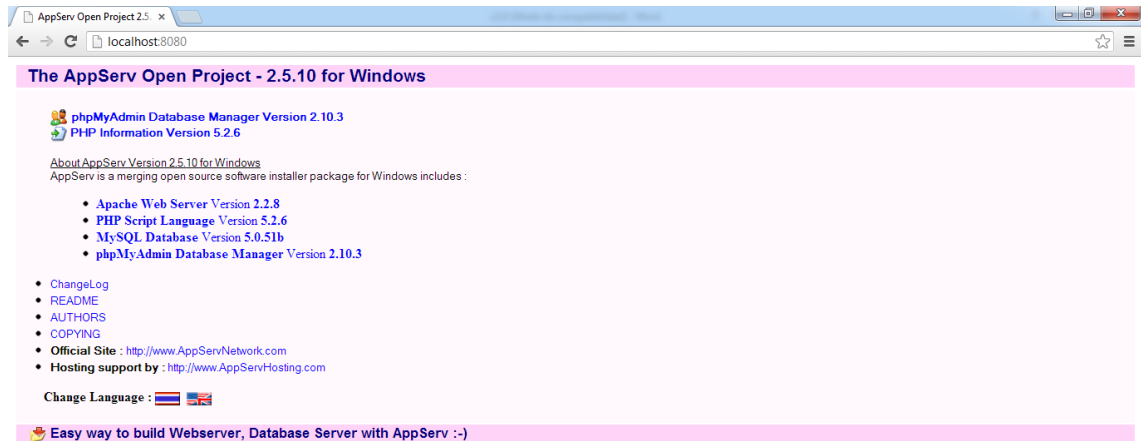 AppServ Open Project 2.5.
localhost:8080
The AppServ Open Project - 2.5.10 for Windows
phpMyAdmin Database Manager Version 2.10.3
PHP Information Version 5.2.6
About AppServ Version 2.5.10 for Windows
AppServ is a merging open source software installer package for Windows includes :
Apache Web Server Version 2.2.8
PHP Script Language Version 5.2.6
MySQL Database Version 5.0.51b
phpMyAdmin Database Manager Version 2.10.3
ChangeLog
README
AUTHORS
COPYING
Official Site : http://www.AppServNetwork.com
Hosting support by : http://www.AppServHosting.com
Change Language :
Easy way to build Webserver, Database Server with AppServ :-)